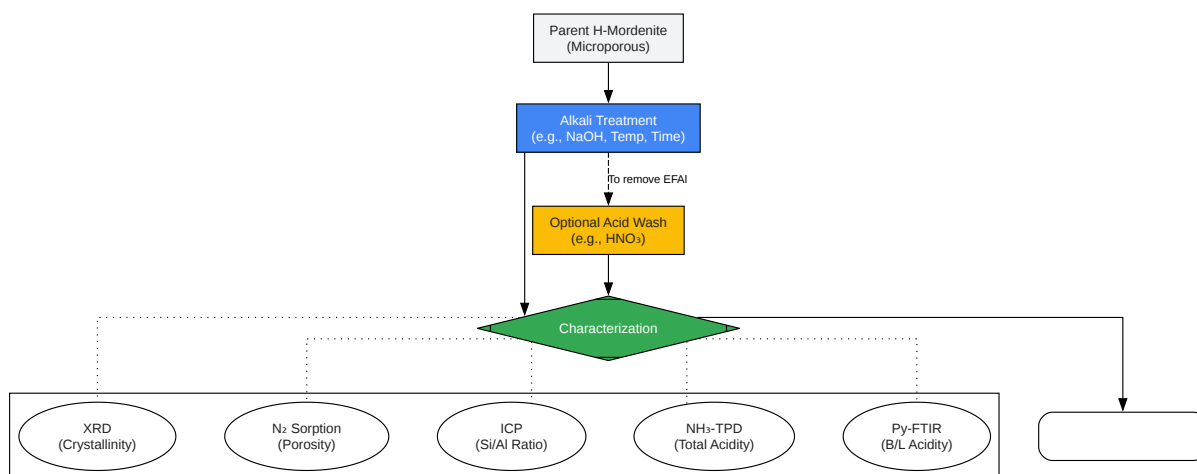 Parent H-Mordenite
(Microporous)
Alkali Treatment
(e.g., NaOH, Temp, Time)
To remove EFAl
Optional Acid Wash
(e.g., HNO₃)
Characterization
XRD
(Crystallinity)
N₂ Sorption
(Porosity)
ICP
(Si/Al Ratio)
NH₃-TPD
(Total Acidity)
Py-FTIR
(B/L Acidity)